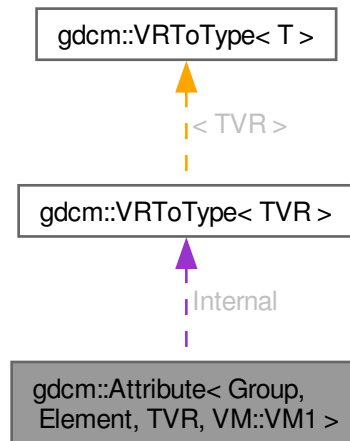 gdcm::VRToType< T >
< TVR >
gdcm::VRToType< TVR >
Internal
gdcm::Attribute< Group,
Element, TVR, VM::VM1 >